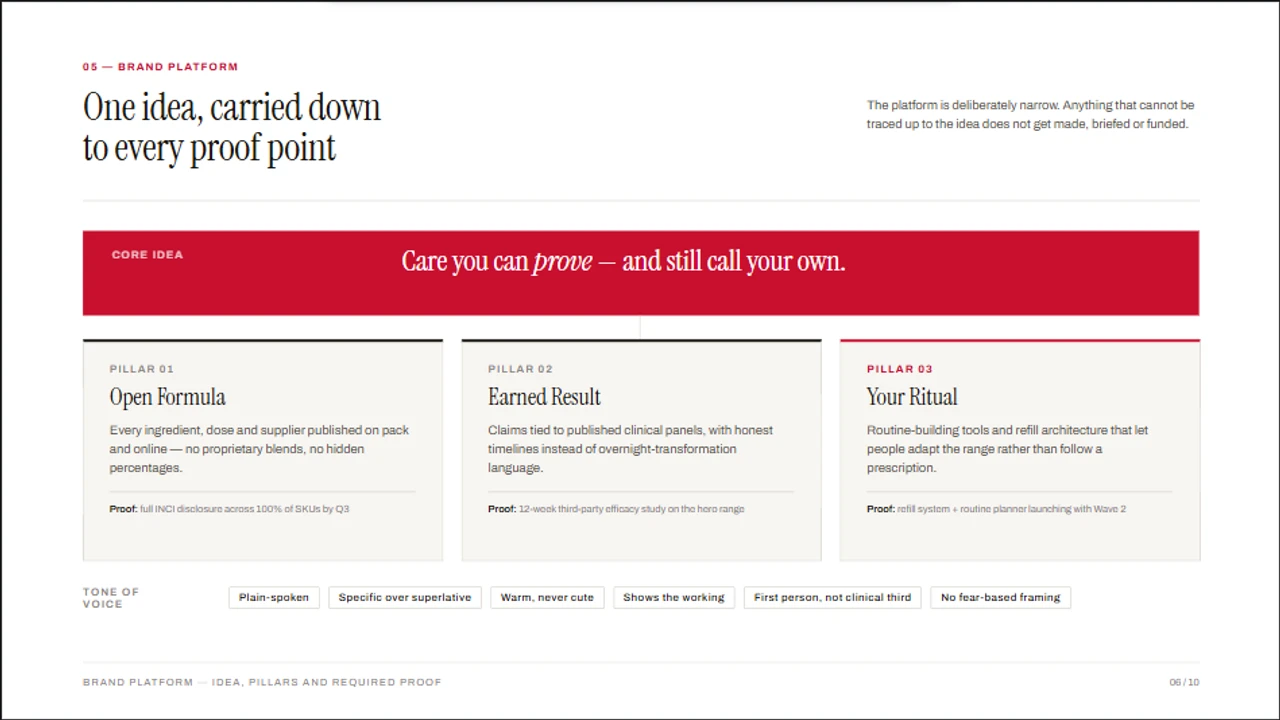 05 — BRAND PLATFORM
One idea, carried down
to every proof point
The platform is deliberately narrow. Anything that cannot be
traced up to the idea does not get made, briefed or funded.
CORE IDEA
Care you can prove — and still call your own.
PILLAR 01
Open Formula
Every ingredient, dose and supplier published on pack
and online — no proprietary blends, no hidden
percentages.
Proof: full INCI disclosure across 100% of SKUs by Q3
PILLAR 02
Earned Result
Claims tied to published clinical panels, with honest
timelines instead of overnight-transformation
language.
Proof: 12-week third-party efficacy study on the hero range
PILLAR 03
Your Ritual
Routine-building tools and refill architecture that let
people adapt the range rather than follow a
prescription.
Proof: refill system + routine planner launching with Wave 2
TONE OF
VOICE
Plain-spoken
Specific over superlative
Warm, never cute
Shows the working
First person, not clinical third
No fear-based framing
BRAND PLATFORM — IDEA, PILLARS AND REQUIRED PROOF
06 / 10